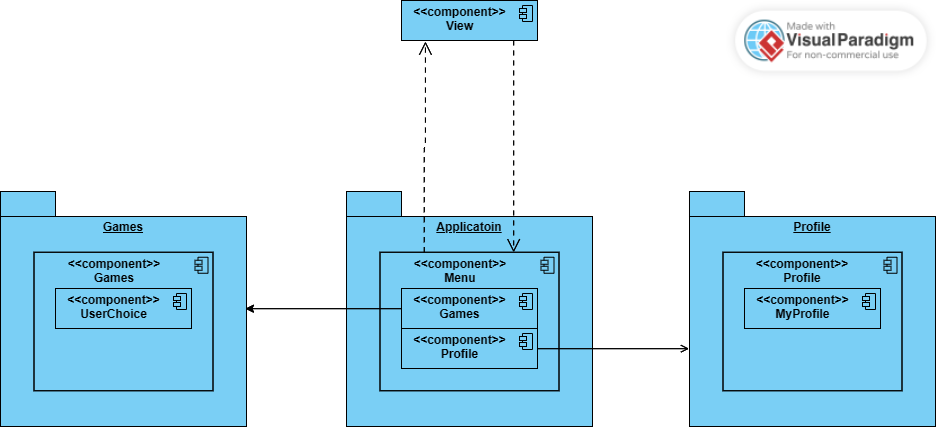 <<component>>
View
Made with
Visual Paradigm
For non-commercial use
Games
<<component>>
Games
<<component>>
UserChoice
Applicatoin
<<component>>
Menu
<<component>>
Games
<<component>>
Profile
Profile
<<component>>
Profile
<<component>>
MyProfile